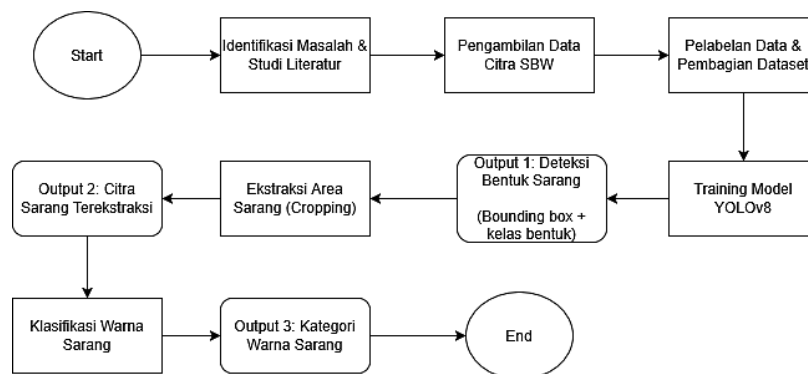 Start
Identifikasi Masalah &
Studi Literatur
Pengambilan Data
Citra SBW
Pelabelan Data &
Pembagian Dataset
Training Model
YOLOv8
Output 1: Deteksi
Bentuk Sarang
(Bounding box +
kelas bentuk)
Ekstraksi Area
Sarang (Cropping)
Output 2: Citra
Sarang Terekstraksi
Klasifikasi Warna
Sarang
Output 3: Kategori
Warna Sarang
End